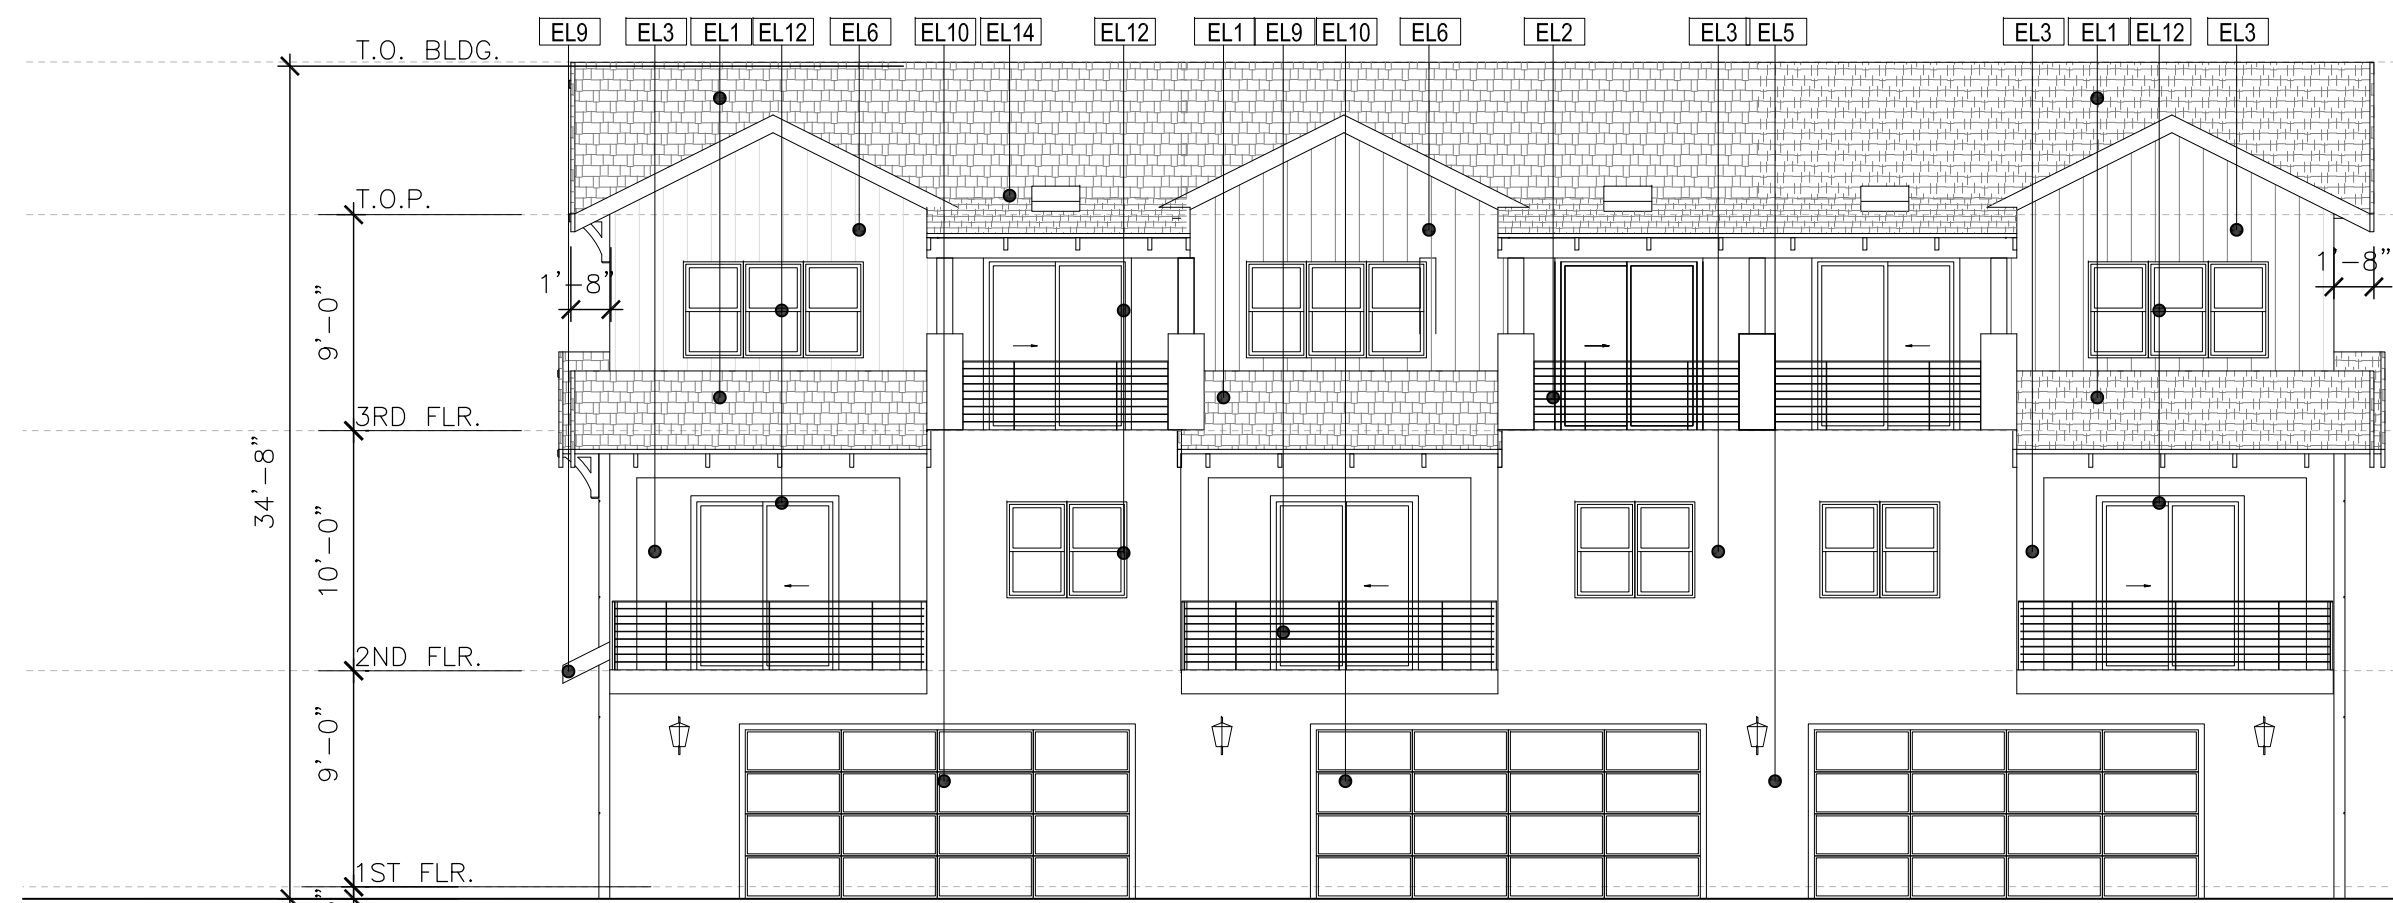 EL9 EL3 EL1 EL12 EL6 EL10 EL14 EL12 EL1 EL9 EL10 EL6 EL2 EL3 EL5 EL3 EL1 EL12 EL3
T.O. BLDG.
T.O.P.
1'-8"
1'-8"
9'-0"
3RD FLR.
34'-8"
10'-0"
2ND FLR.
9'-0"
1ST FLR.